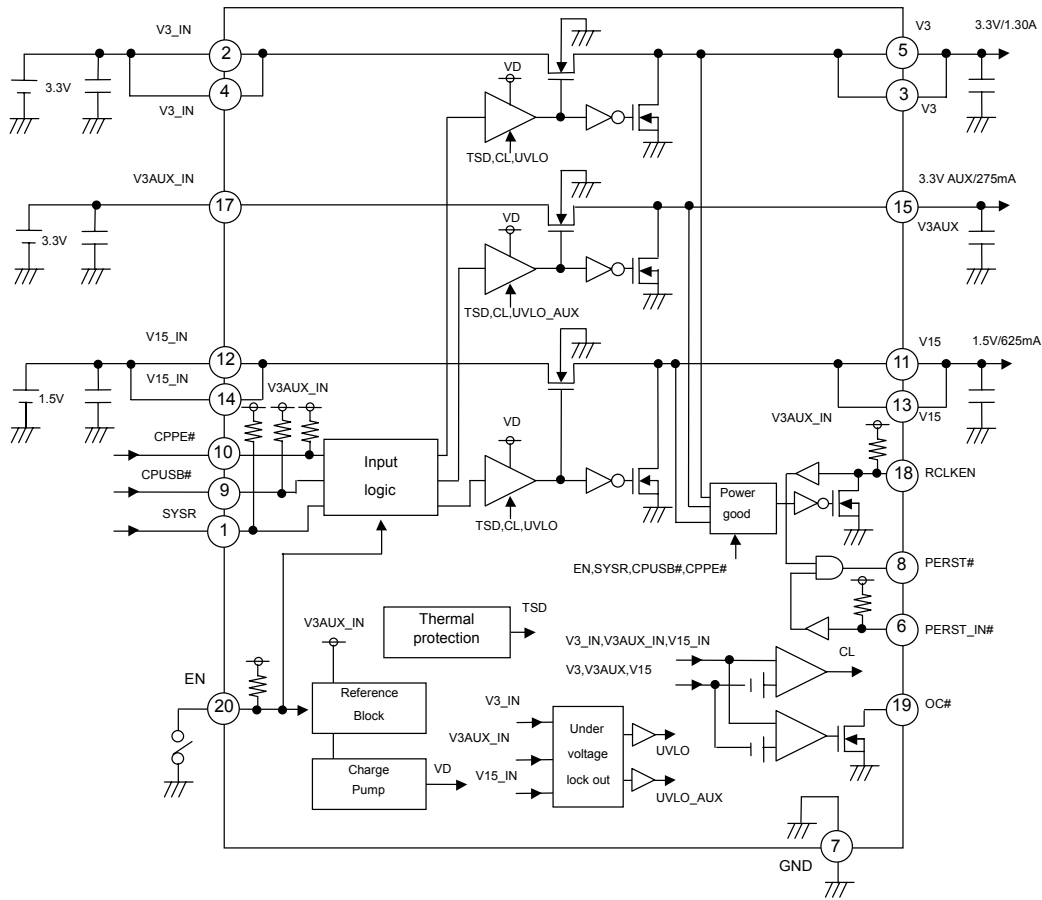 V3_IN
V3
3.3V/1.30A
2
5
VD
3.3V
4
3
V3_IN
V3
TSD,CL,UVLO
V3AUX_IN
3.3V AUX/275mA
17
15
VD
V3AUX
3.3V
TSD,CL,UVLO_AUX
V15_IN
V15
1.5V/625mA
12
11
V15_IN
V3AUX_IN
1.5V
14
13
V15
V3AUX_IN
CPPE#
VD
10
Input
logic
18
RCLKEN
CPUSB#
9
Power
good
SYSR
1
TSD,CL,UVLO
EN,SYSR,CPUSB#,CPPE#
8
PERST#
Thermal
protection
TSD
V3AUX_IN
6
PERST_IN#
V3_IN,V3AUX_IN,V15_IN
CL
V3,V3AUX,V15
EN
20
Reference
Block
V3_IN
19
OC#
Under
voltage
lock out
V3AUX_IN
UVLO
Charge
Pump
VD
V15_IN
UVLO_AUX
7
GND